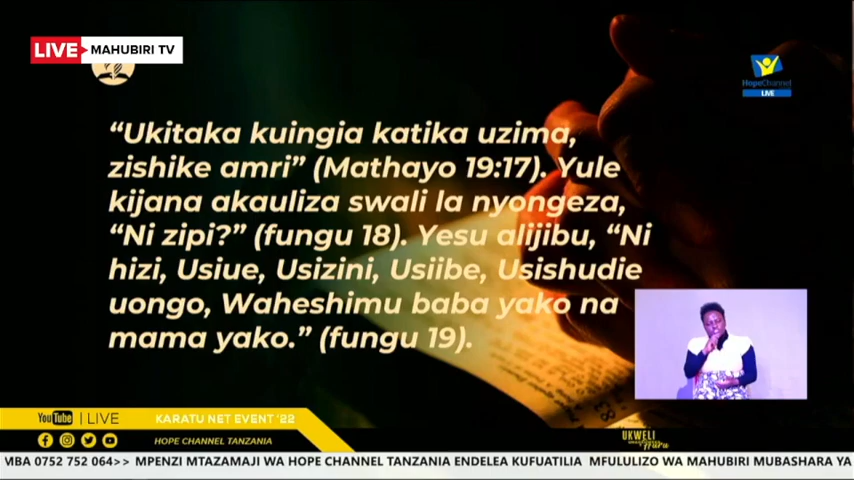 LIVE MAHUBIRI TV
HopeChannel
LIVE
“Ukitaka kuingia katika uzima,
zishike amri” (Mathayo 19:17). Yule
kijana akauliza swali la nyongeza,
“Ni zipi?” (fungu 18). Yesu alijibu, “Ni
hizi, Usiue, Usizini, Usiibe, Usishudie
uongo, Waheshimu baba yako na
mama yako.” (fungu 19).
YouTube | LIVE KARATU NET EVENT '22
HOPE CHANNEL TANZANIA
UKWELI
MBA 0752 752 064>> MPENZI MTAZAMAJI WA HOPE CHANNEL TANZANIA ENDELEA KUFUATILIA MFULULIZO WA MAHUBIRI MUBASHARA YA